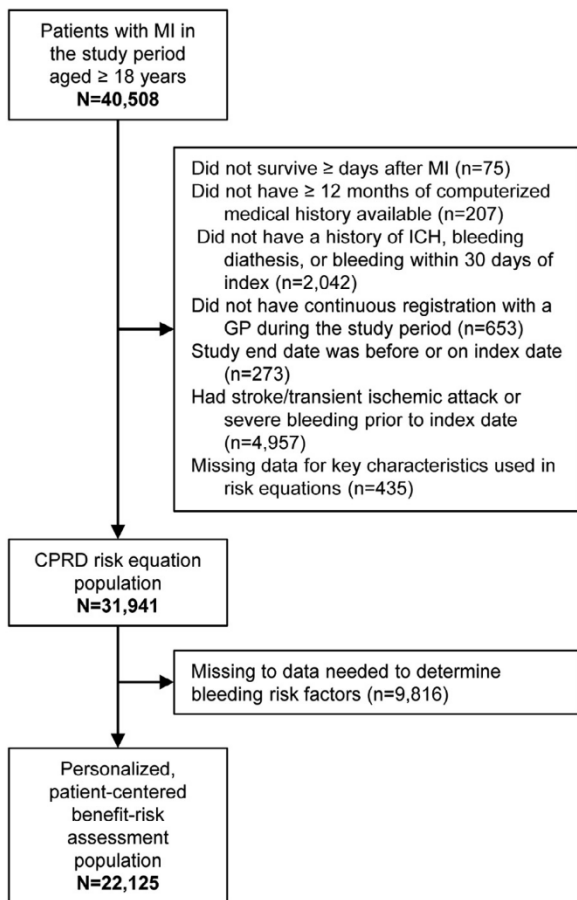 Patients with MI in
the study period
aged ≥ 18 years
N=40,508
Did not survive ≥ days after MI (n=75)
Did not have ≥ 12 months of computerized
medical history available (n=207)
Did not have a history of ICH, bleeding
diathesis, or bleeding within 30 days of
index (n=2,042)
Did not have continuous registration with a
GP during the study period (n=653)
Study end date was before or on index date
(n=273)
Had stroke/transient ischemic attack or
severe bleeding prior to index date
(n=4,957)
Missing data for key characteristics used in
risk equations (n=435)
CPRD risk equation
population
N=31,941
Missing to data needed to determine
bleeding risk factors (n=9,816)
Personalized,
patient-centered
benefit-risk
assessment
population
N=22,125